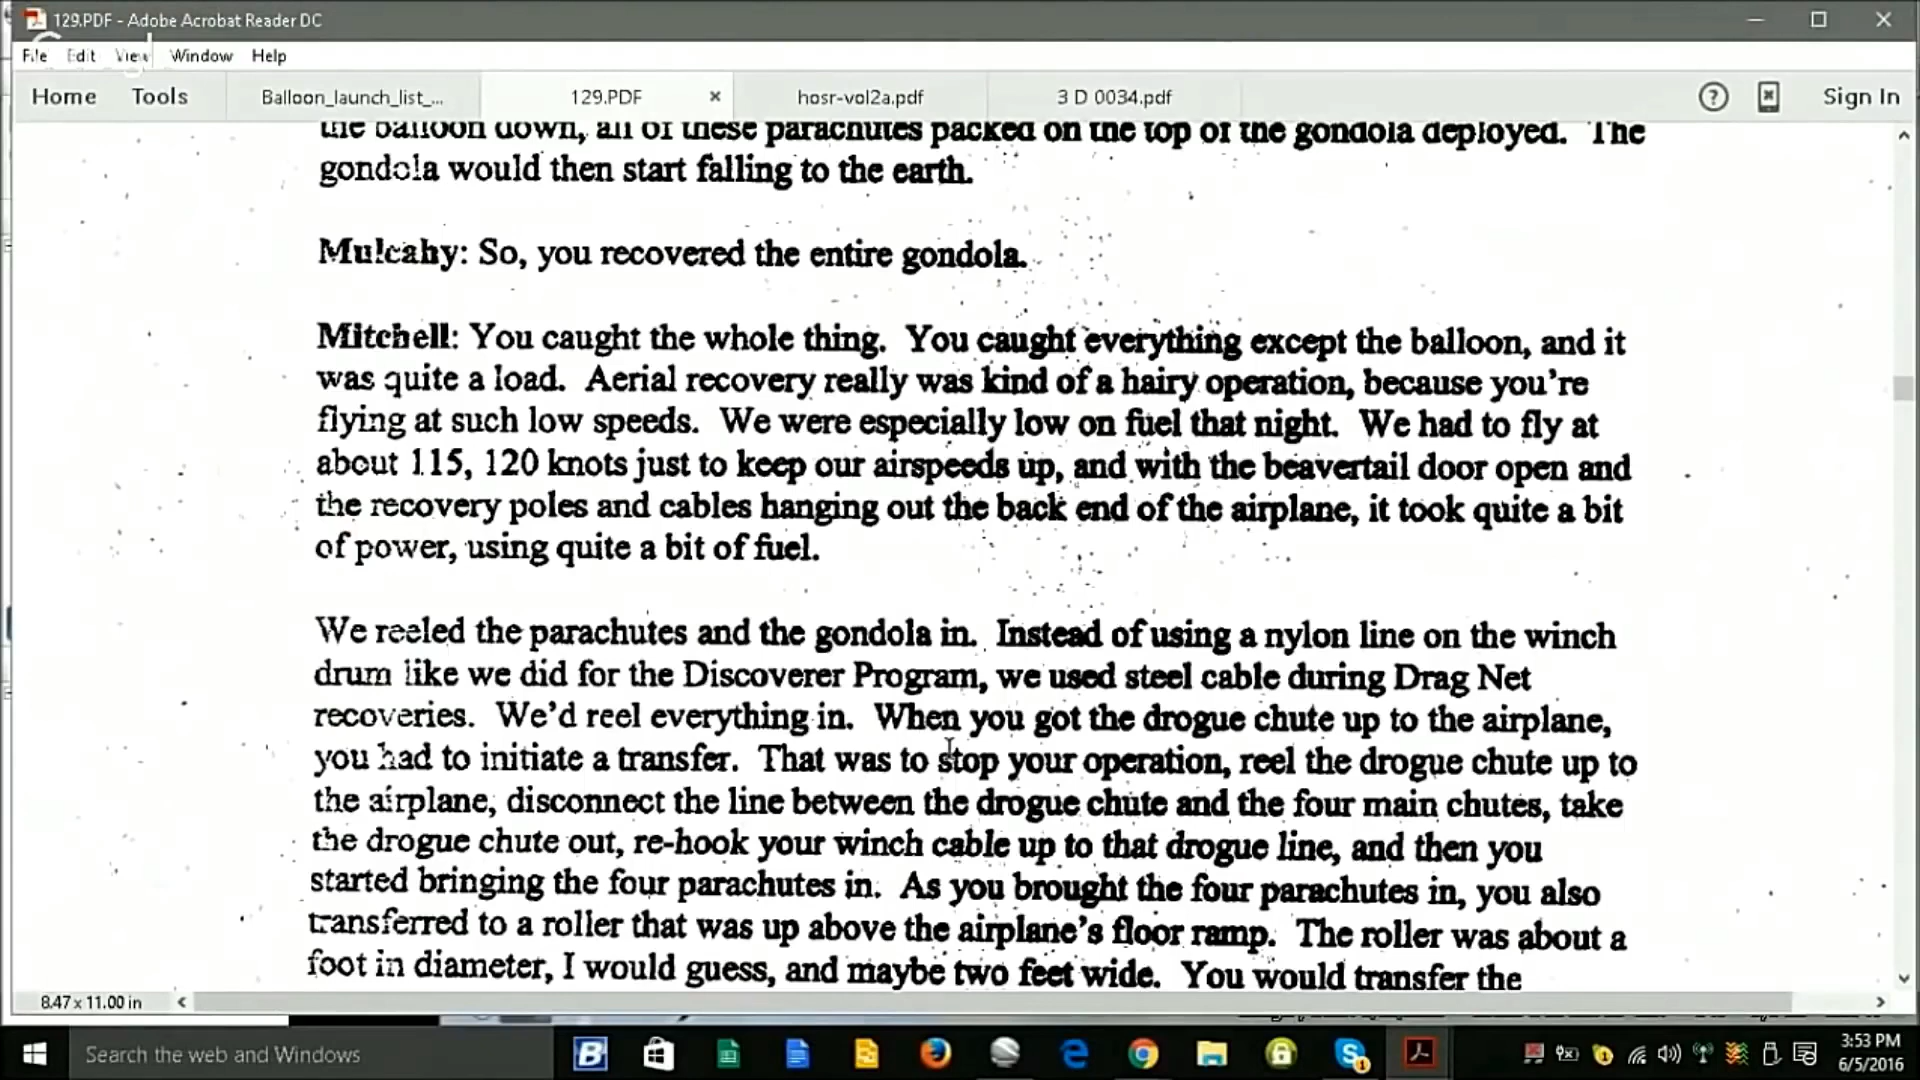 129.PDF - Adobe Acrobat Reader DC
File Edit View Window Help
Home Tools Balloon_launch_list_... 129.PDF × hosr-vol2a.pdf 3 D 0034.pdf ? Sign In
the balloon down, all of these parachutes packed on the top of the gondola deployed. The
gondola would then start falling to the earth.
Mulcahy: So, you recovered the entire gondola.
Mitchell: You caught the whole thing. You caught everything except the balloon, and it
was quite a load. Aerial recovery really was kind of a hairy operation, because you're
flying at such low speeds. We were especially low on fuel that night. We had to fly at
about 115, 120 knots just to keep our airspeeds up, and with the beavertail door open and
the recovery poles and cables hanging out the back end of the airplane, it took quite a bit
of power, using quite a bit of fuel.
We reeled the parachutes and the gondola in. Instead of using a nylon line on the winch
drum like we did for the Discoverer Program, we used steel cable during Drag Net
recoveries. We'd reel everything in. When you got the drogue chute up to the airplane,
you had to initiate a transfer. That was to stop your operation, reel the drogue chute up to
the airplane, disconnect the line between the drogue chute and the four main chutes, take
the drogue chute out, re-hook your winch cable up to that drogue line, and then you
started bringing the four parachutes in. As you brought the four parachutes in, you also
transferred to a roller that was up above the airplane's floor ramp. The roller was about a
foot in diameter, I would guess, and maybe two feet wide. You would transfer the
8.47 x 11.00 in
Search the web and Windows
3:53 PM
6/5/2016